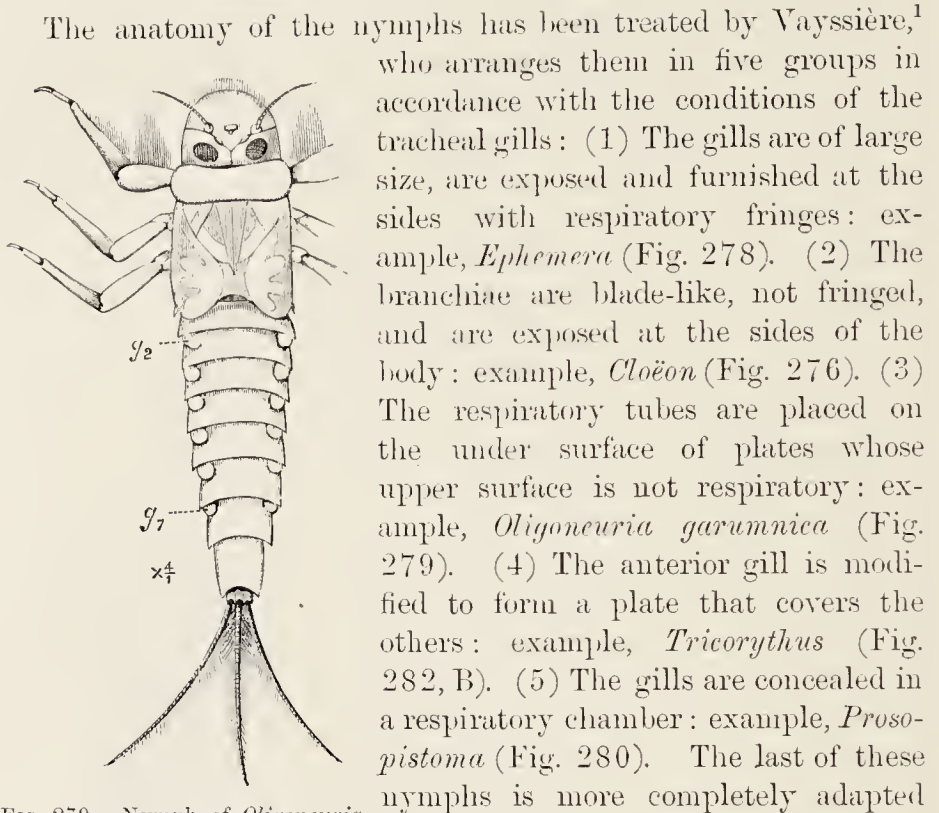 The anatomy of the nymphs has been treated by Vayssière,¹
who arranges them in five groups in
accordance with the conditions of the
tracheal gills : (1) The gills are of large
size, are exposed and furnished at the
sides with respiratory fringes : ex-
ample, Ephemera (Fig. 278). (2) The
branchiae are blade-like, not fringed,
and are exposed at the sides of the
body : example, Cloëon (Fig. 276). (3)
The respiratory tubes are placed on
the under surface of plates whose
upper surface is not respiratory : ex-
ample, Oligoneuria garumnica (Fig.
279). (4) The anterior gill is modi-
fied to form a plate that covers the
others : example, Tricorythus (Fig.
282, B). (5) The gills are concealed in
a respiratory chamber : example, Proso-
pistoma (Fig. 280). The last of these
nymphs is more completely adapted
g2
g7
×4/1